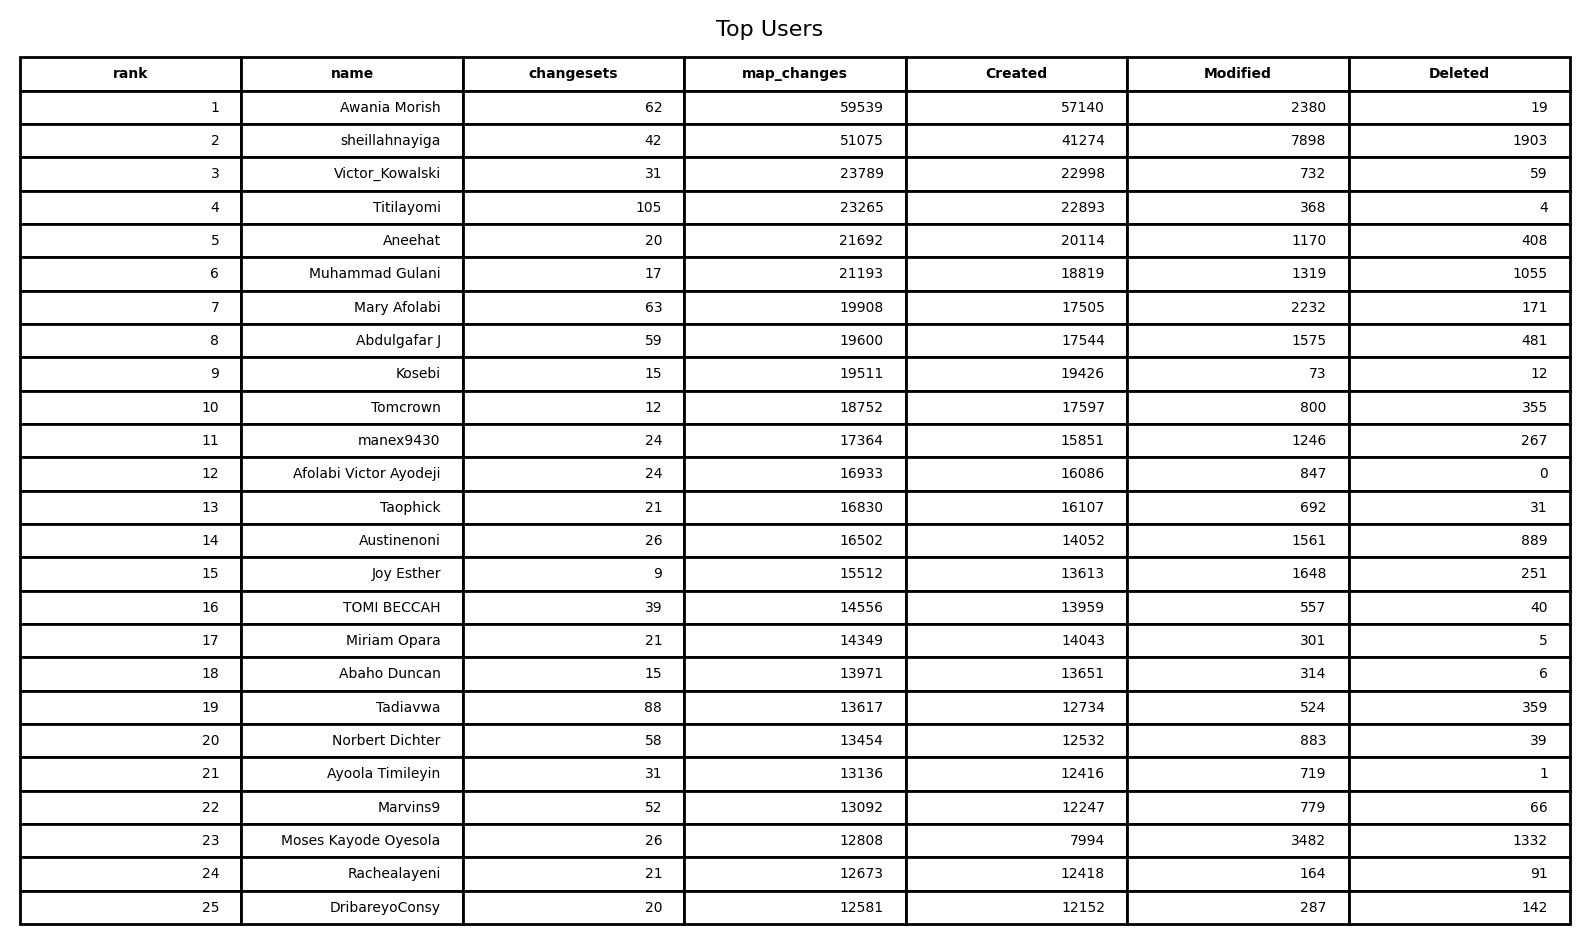 Top Users
rank name changesets map_changes Created Modified Deleted
1 Awania Morish 62 59539 57140 2380 19
2 sheillahnayiga 42 51075 41274 7898 1903
3 Victor_Kowalski 31 23789 22998 732 59
4 Titilayomi 105 23265 22893 368 4
5 Aneehat 20 21692 20114 1170 408
6 Muhammad Gulani 17 21193 18819 1319 1055
7 Mary Afolabi 63 19908 17505 2232 171
8 Abdulgafar J 59 19600 17544 1575 481
9 Kosebi 15 19511 19426 73 12
10 Tomcrown 12 18752 17597 800 355
11 manex9430 24 17364 15851 1246 267
12 Afolabi Victor Ayodeji 24 16933 16086 847 0
13 Taophick 21 16830 16107 692 31
14 Austinenoni 26 16502 14052 1561 889
15 Joy Esther 9 15512 13613 1648 251
16 TOMI BECCAH 39 14556 13959 557 40
17 Miriam Opara 21 14349 14043 301 5
18 Abaho Duncan 15 13971 13651 314 6
19 Tadiavwa 88 13617 12734 524 359
20 Norbert Dichter 58 13454 12532 883 39
21 Ayoola Timileyin 31 13136 12416 719 1
22 Marvins9 52 13092 12247 779 66
23 Moses Kayode Oyesola 26 12808 7994 3482 1332
24 Rachealayeni 21 12673 12418 164 91
25 DribareyoConsy 20 12581 12152 287 142